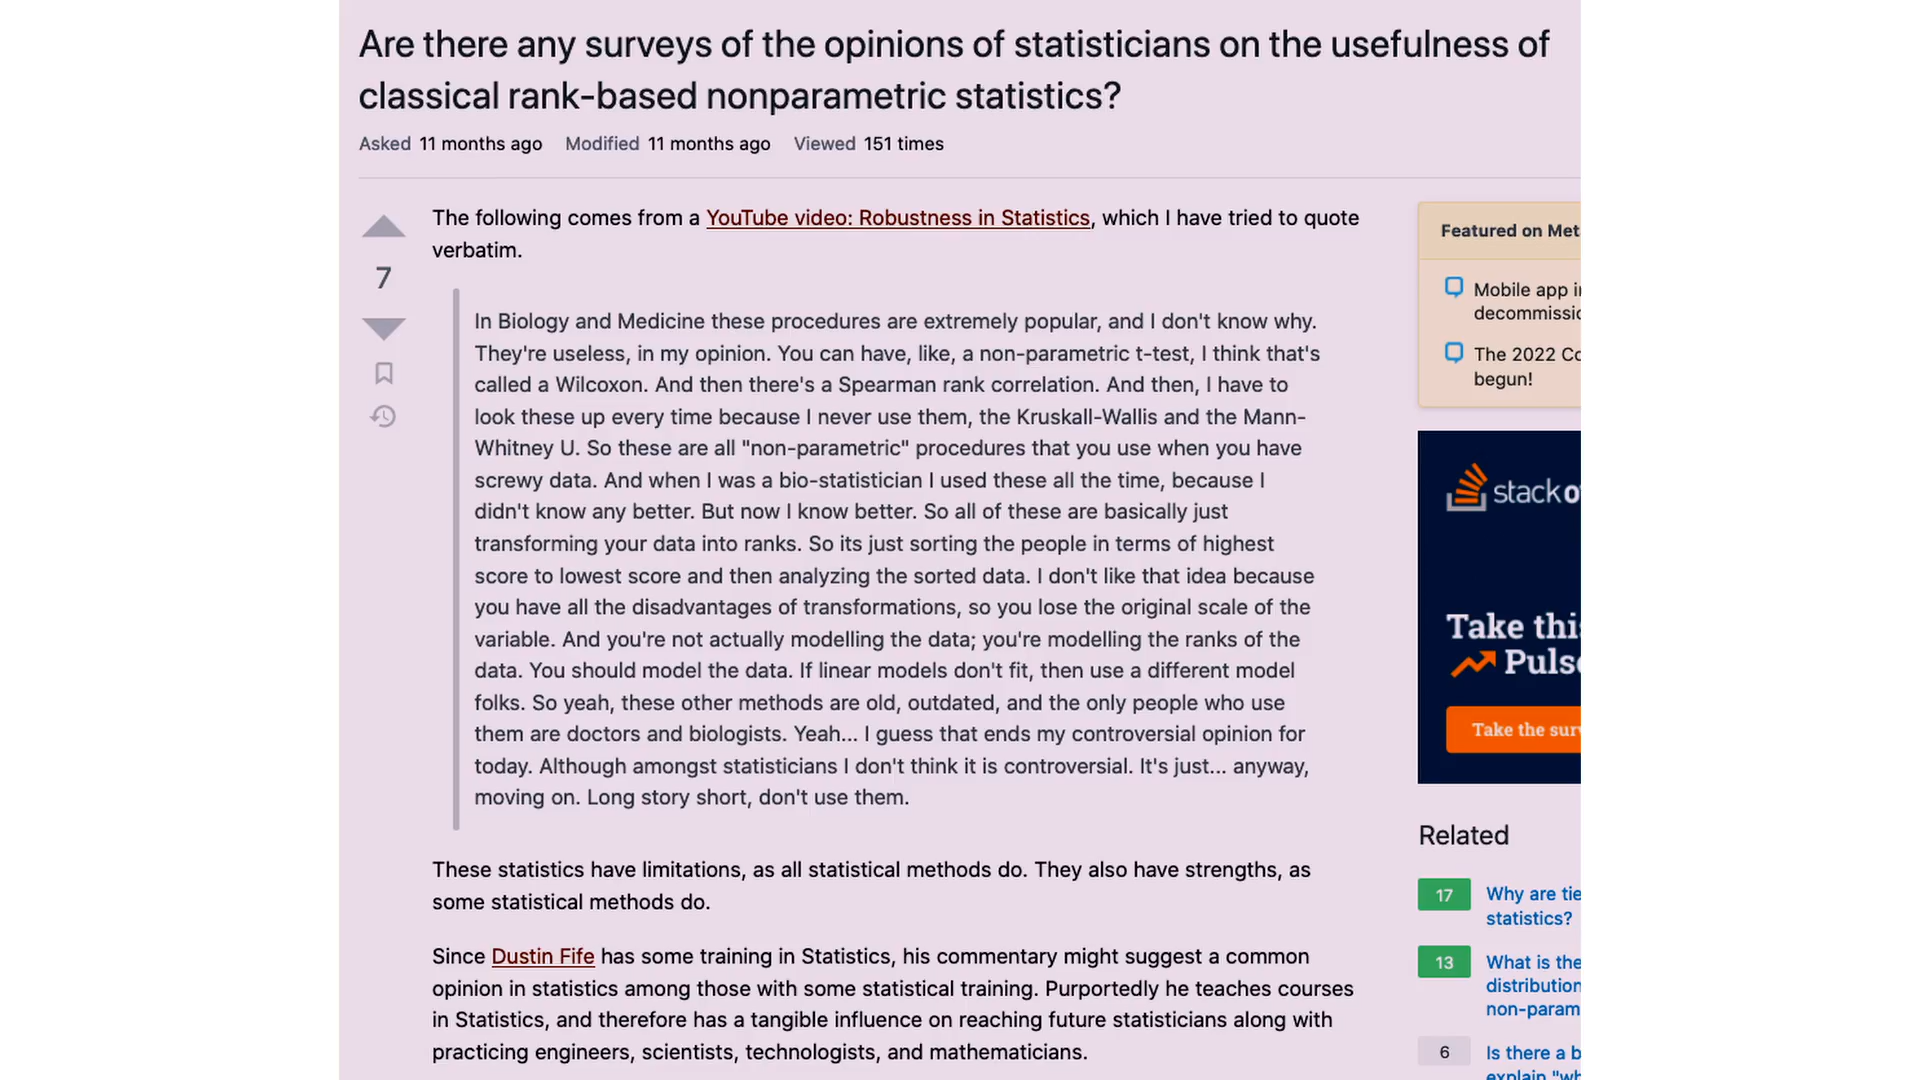 Are there any surveys of the opinions of statisticians on the usefulness of
classical rank-based nonparametric statistics?
Asked 11 months ago Modified 11 months ago Viewed 151 times
7
The following comes from a YouTube video: Robustness in Statistics, which I have tried to quote
verbatim.
In Biology and Medicine these procedures are extremely popular, and I don't know why.
They're useless, in my opinion. You can have, like, a non-parametric t-test, I think that's
called a Wilcoxon. And then there's a Spearman rank correlation. And then, I have to
look these up every time because I never use them, the Kruskall-Wallis and the Mann-
Whitney U. So these are all "non-parametric" procedures that you use when you have
screwy data. And when I was a bio-statistician I used these all the time, because I
didn't know any better. But now I know better. So all of these are basically just
transforming your data into ranks. So its just sorting the people in terms of highest
score to lowest score and then analyzing the sorted data. I don't like that idea because
you have all the disadvantages of transformations, so you lose the original scale of the
variable. And you're not actually modelling the data; you're modelling the ranks of the
data. You should model the data. If linear models don't fit, then use a different model
folks. So yeah, these other methods are old, outdated, and the only people who use
them are doctors and biologists. Yeah... I guess that ends my controversial opinion for
today. Although amongst statisticians I don't think it is controversial. It's just... anyway,
moving on. Long story short, don't use them.
These statistics have limitations, as all statistical methods do. They also have strengths, as
some statistical methods do.
Since Dustin Fife has some training in Statistics, his commentary might suggest a common
opinion in statistics among those with some statistical training. Purportedly he teaches courses
in Statistics, and therefore has a tangible influence on reaching future statisticians along with
practicing engineers, scientists, technologists, and mathematicians.
Featured on Met
Mobile app
decommissi
The 2022 Co
begun!
stack
Take thi
Puls
Take the sur
Related
17 Why are tie
statistics?
13 What is the
distribution
non-param
6 Is there a b
explain "wh